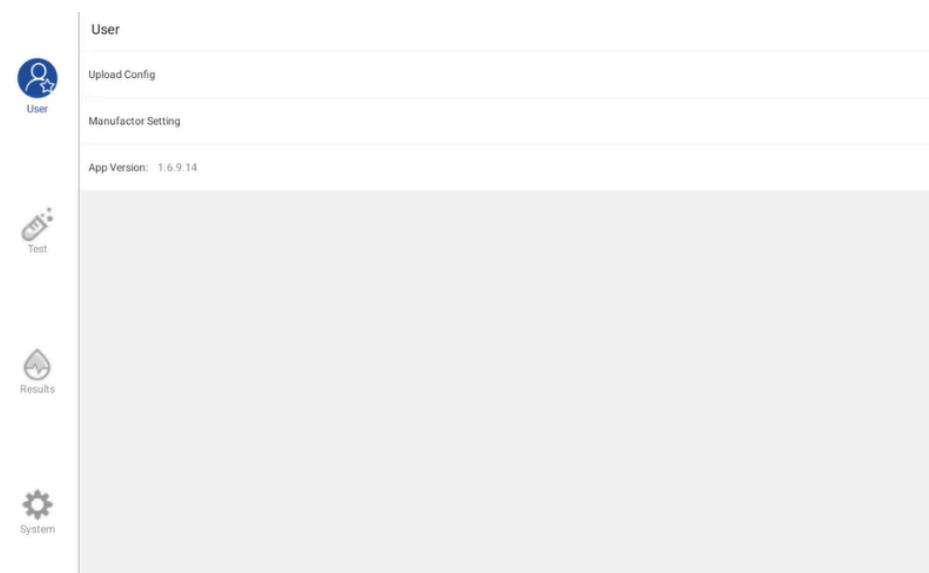 User
User
Upload Config
Manufactor Setting
App Version: 1.6.9.14
Test
Results
System